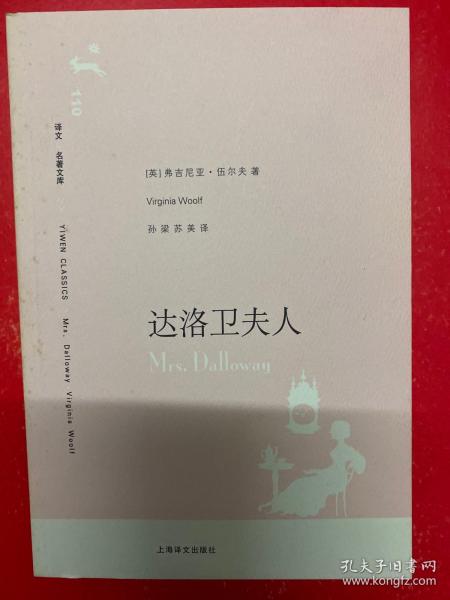 110
译文 名著文库
YIWEN CLASSICS Mrs. Dalloway Virginia Woolf
[英]弗吉尼亚·伍尔夫 著
Virginia Woolf
孙梁 苏美 译
达洛卫夫人
Mrs. Dalloway
上海译文出版社
孔夫子旧书网
www.kongfz.com